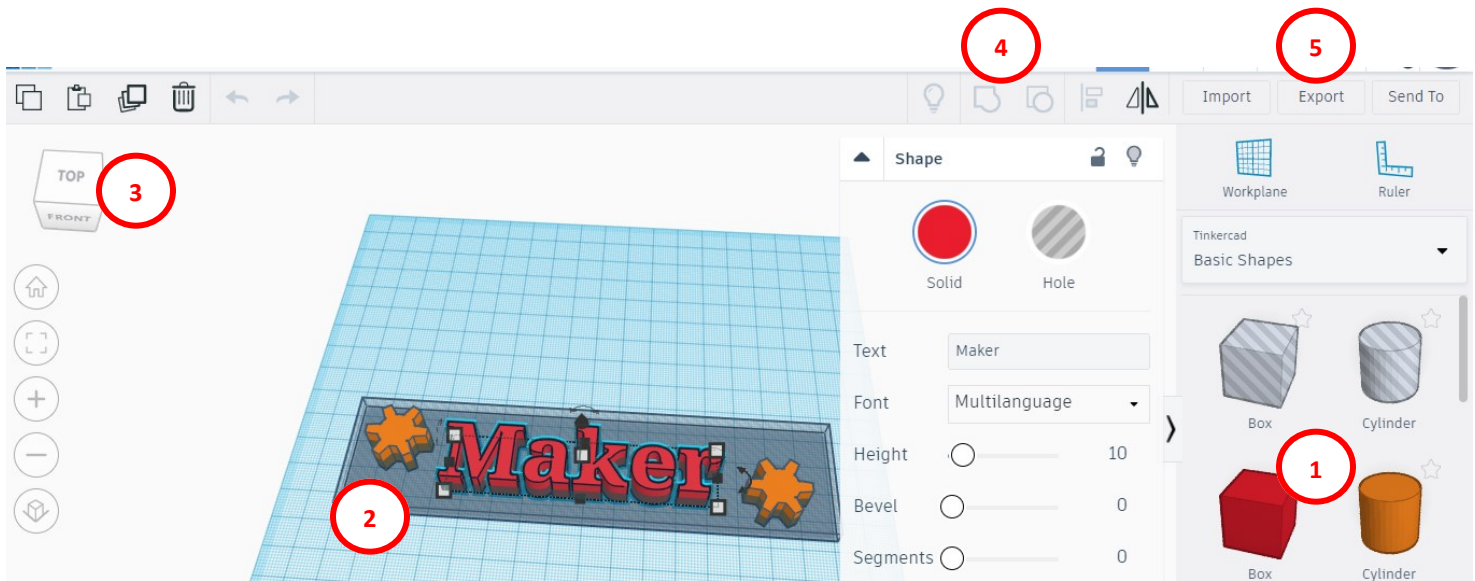 4
5
Import Export Send To
TOP
FRONT
3
Shape
Workplane Ruler
Solid Hole
Tinkercad
Basic Shapes
Text Maker
Font Multilanguage
Height 10
Bevel 0
Segments 0
Maker
2
Box Cylinder
1
Box Cylinder